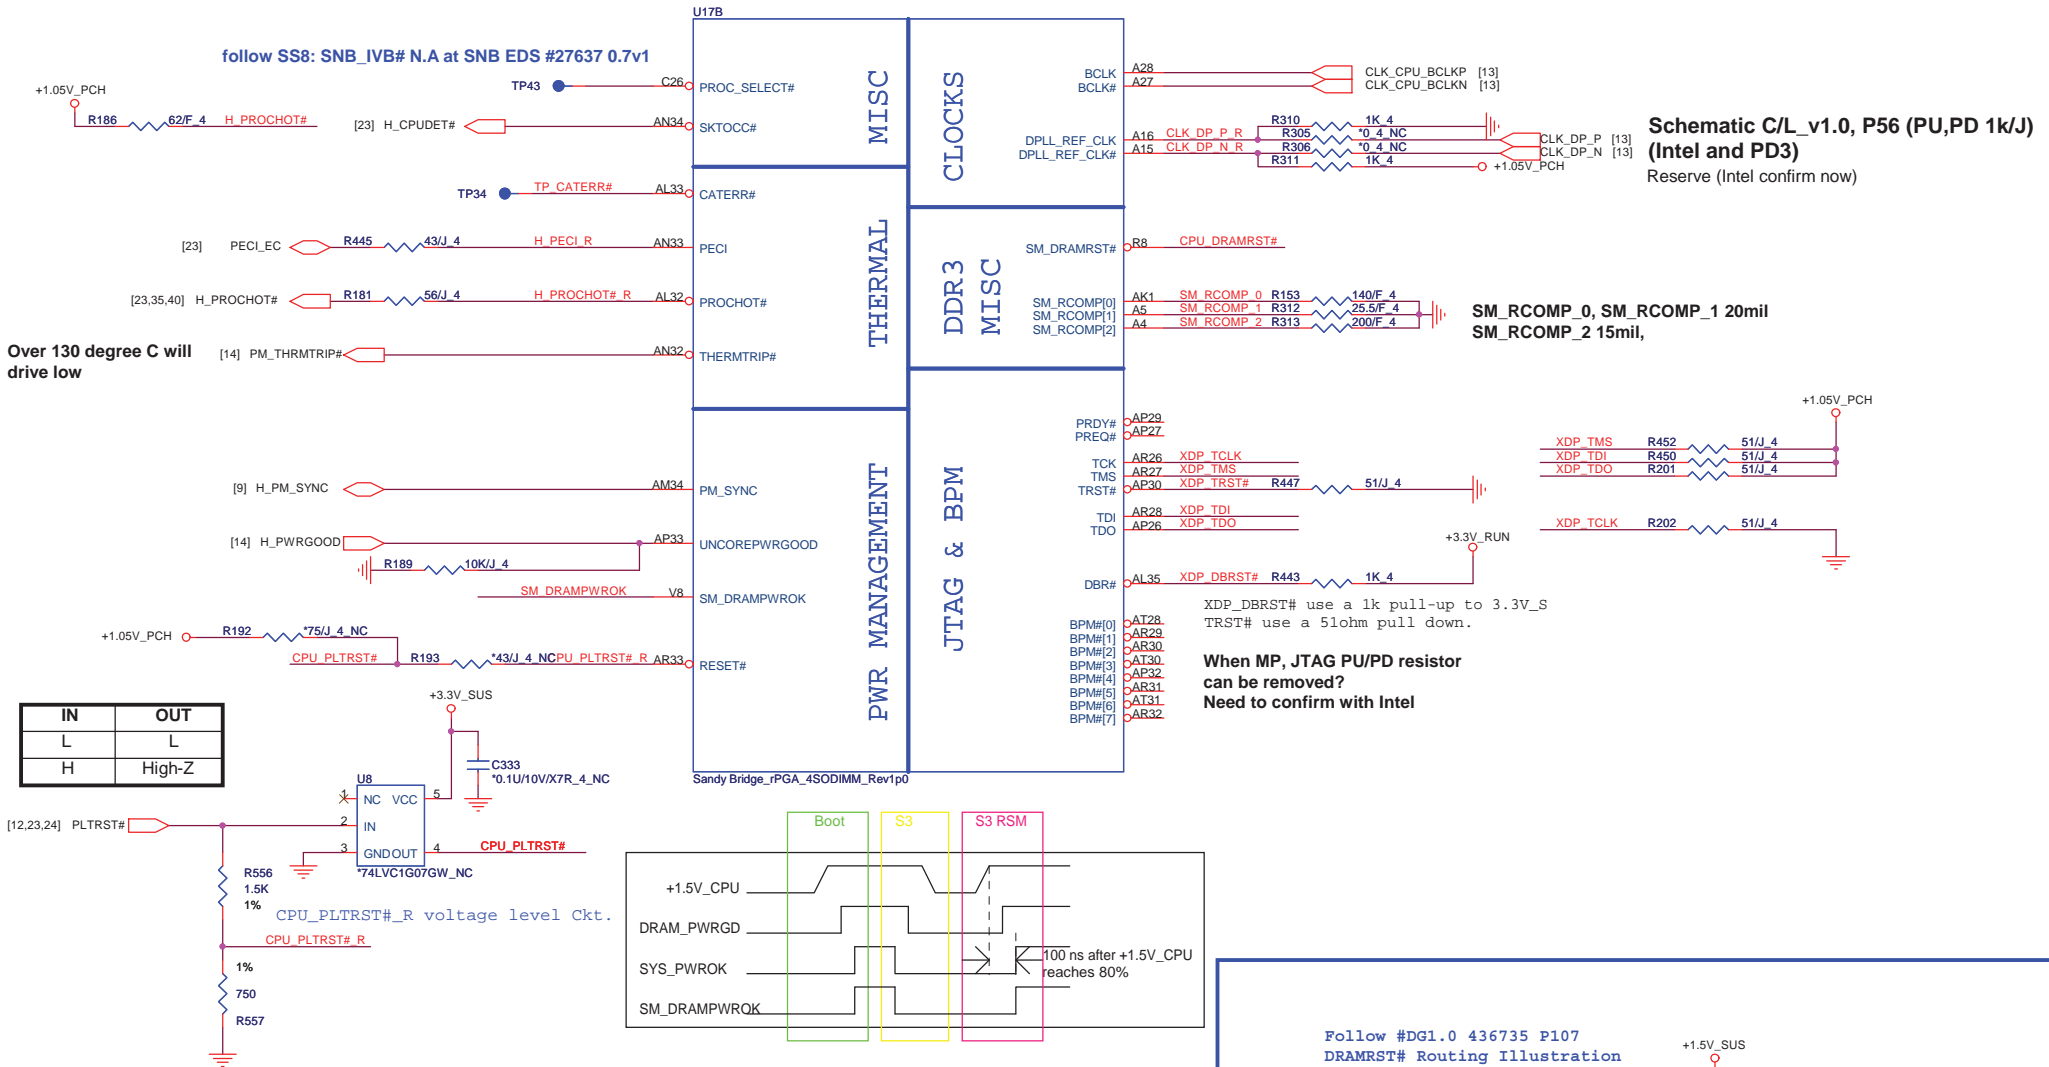 U17B
follow SS8: SNB_IVB# N.A at SNB EDS #27637 0.7v1
+1.05V_PCH
R186 62/F_4 H_PROCHOT#
TP43 C26 PROC_SELECT#
[23] H_CPUDET# AN34 SKTOCC#
MISC
TP34 TP_CATERR# AL33 CATERR#
[23] PECI_EC R445 43/J_4 H_PECI_R AN33 PECI
[23,35,40] H_PROCHOT# R181 56/J_4 H_PROCHOT#_R AL32 PROCHOT#
Over 130 degree C will
drive low
[14] PM_THRMTRIP# AN32 THERMTRIP#
THERMAL
[9] H_PM_SYNC AM34 PM_SYNC
[14] H_PWRGOOD AP33 UNCOREPWRGOOD
R189 10K/J_4
SM_DRAMPWROK V8 SM_DRAMPWROK
+1.05V_PCH R192 *75/J_4_NC
CPU_PLTRST# R193 *43/J_4_NC PU_PLTRST#_R AR33 RESET#
PWR MANAGEMENT
CLOCKS
BCLK A28 CLK_CPU_BCLKP [13]
BCLK# A27 CLK_CPU_BCLKN [13]
R310 1K_4
DPLL_REF_CLK A16 CLK_DP_P_R R305 *0_4_NC CLK_DP_P [13]
DPLL_REF_CLK# A15 CLK_DP_N_R R306 *0_4_NC CLK_DP_N [13]
R311 1K_4 +1.05V_PCH
Schematic C/L_v1.0, P56 (PU,PD 1k/J)
(Intel and PD3)
Reserve (Intel confirm now)
DDR3
MISC
SM_DRAMRST# R8 CPU_DRAMRST#
SM_RCOMP[0] AK1 SM_RCOMP_0 R153 140/F_4
SM_RCOMP[1] A5 SM_RCOMP_1 R312 25.5/F_4
SM_RCOMP[2] A4 SM_RCOMP_2 R313 200/F_4
SM_RCOMP_0, SM_RCOMP_1 20mil
SM_RCOMP_2 15mil,
JTAG & BPM
PRDY# AP29
PREQ# AP27
TCK AR26 XDP_TCLK
TMS AR27 XDP_TMS
TRST# AP30 XDP_TRST# R447 51/J_4
TDI AR28 XDP_TDI
TDO AP26 XDP_TDO
+3.3V_RUN
DBR# AL35 XDP_DBRST# R443 1K_4
XDP_DBRST# use a 1k pull-up to 3.3V_S
TRST# use a 51ohm pull down.
BPM#[0] AT28
BPM#[1] AR29
BPM#[2] AR30
BPM#[3] AT30
BPM#[4] AP32
BPM#[5] AR31
BPM#[6] AT31
BPM#[7] AR32
When MP, JTAG PU/PD resistor
can be removed?
Need to confirm with Intel
+1.05V_PCH
XDP_TMS R452 51/J_4
XDP_TDI R450 51/J_4
XDP_TDO R201 51/J_4
XDP_TCLK R202 51/J_4
Sandy Bridge_rPGA_4SODIMM_Rev1p0
IN OUT
L L
H High-Z
+3.3V_SUS
C333
*0.1U/10V/X7R_4_NC
U8
1 NC VCC 5
[12,23,24] PLTRST# 2 IN
3 GND OUT 4 CPU_PLTRST#
*74LVC1G07GW_NC
R556
1.5K
1%
CPU_PLTRST#_R voltage level Ckt.
CPU_PLTRST#_R
1%
750
R557
Boot S3 S3 RSM
+1.5V_CPU
DRAM_PWRGD
SYS_PWROK
SM_DRAMPWROK
100 ns after +1.5V_CPU
reaches 80%
Follow #DG1.0 436735 P107
DRAMRST# Routing Illustration
+1.5V_SUS